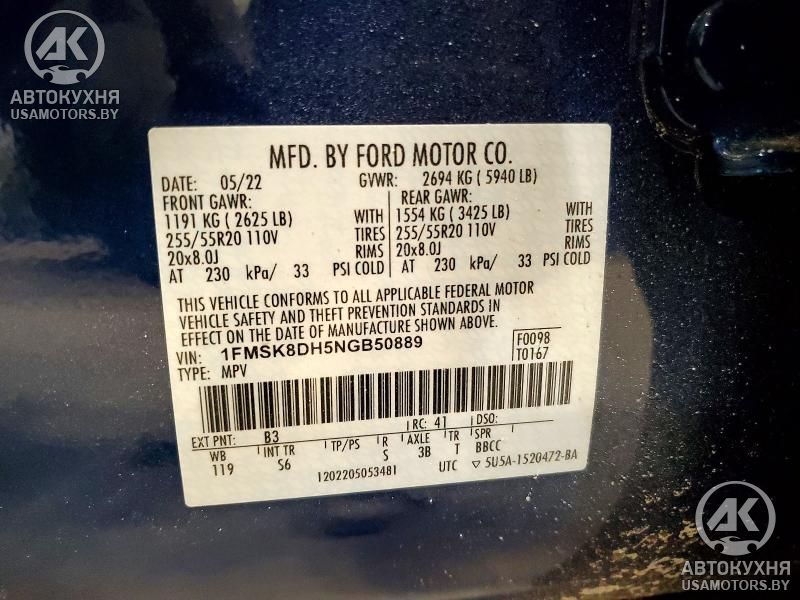 AK
АВТОКУХНЯ
USAMOTORS.BY
MFD. BY FORD MOTOR CO.
DATE: 05/22 GVWR: 2694 KG ( 5940 LB)
FRONT GAWR: REAR GAWR:
1191 KG ( 2625 LB) WITH 1554 KG ( 3425 LB) WITH
255/55R20 110V TIRES 255/55R20 110V TIRES
20x8.0J RIMS 20x8.0J RIMS
AT 230 kPa/ 33 PSI COLD AT 230 kPa/ 33 PSI COLD
THIS VEHICLE CONFORMS TO ALL APPLICABLE FEDERAL MOTOR
VEHICLE SAFETY AND THEFT PREVENTION STANDARDS IN
EFFECT ON THE DATE OF MANUFACTURE SHOWN ABOVE.
VIN: 1FMSK8DH5NGB50889 F0098
TYPE: MPV T0167
EXT PNT: B3 RC: 41 DSO:
WB INT TR TP/PS R AXLE TR SPR
119 S6 S 3B T BBCC
1202205053481 UTC ▽ 5U5A-1520472-BA
AK
АВТОКУХНЯ
USAMOTORS.BY